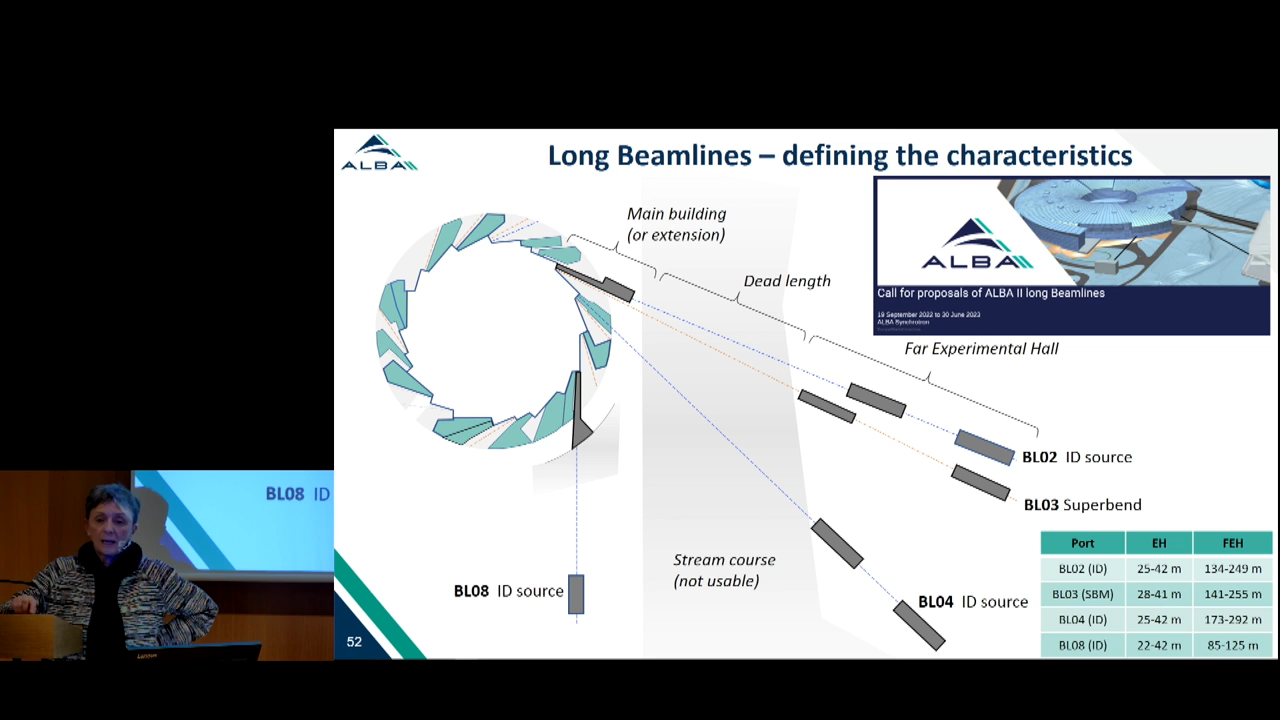 ALBA
Long Beamlines – defining the characteristics
Main building
(or extension)
Dead length
ALBA
Call for proposals of ALBA II long Beamlines
19 September 2022 to 30 June 2023
ALBA Synchrotron
Far Experimental Hall
BL02 ID source
BL03 Superbend
Stream course
(not usable)
BL08 ID source
BL04 ID source
Port EH FEH
BL02 (ID) 25-42 m 134-249 m
BL03 (SBM) 28-41 m 141-255 m
BL04 (ID) 25-42 m 173-292 m
BL08 (ID) 22-42 m 85-125 m
52
BL08 ID
Lenovo